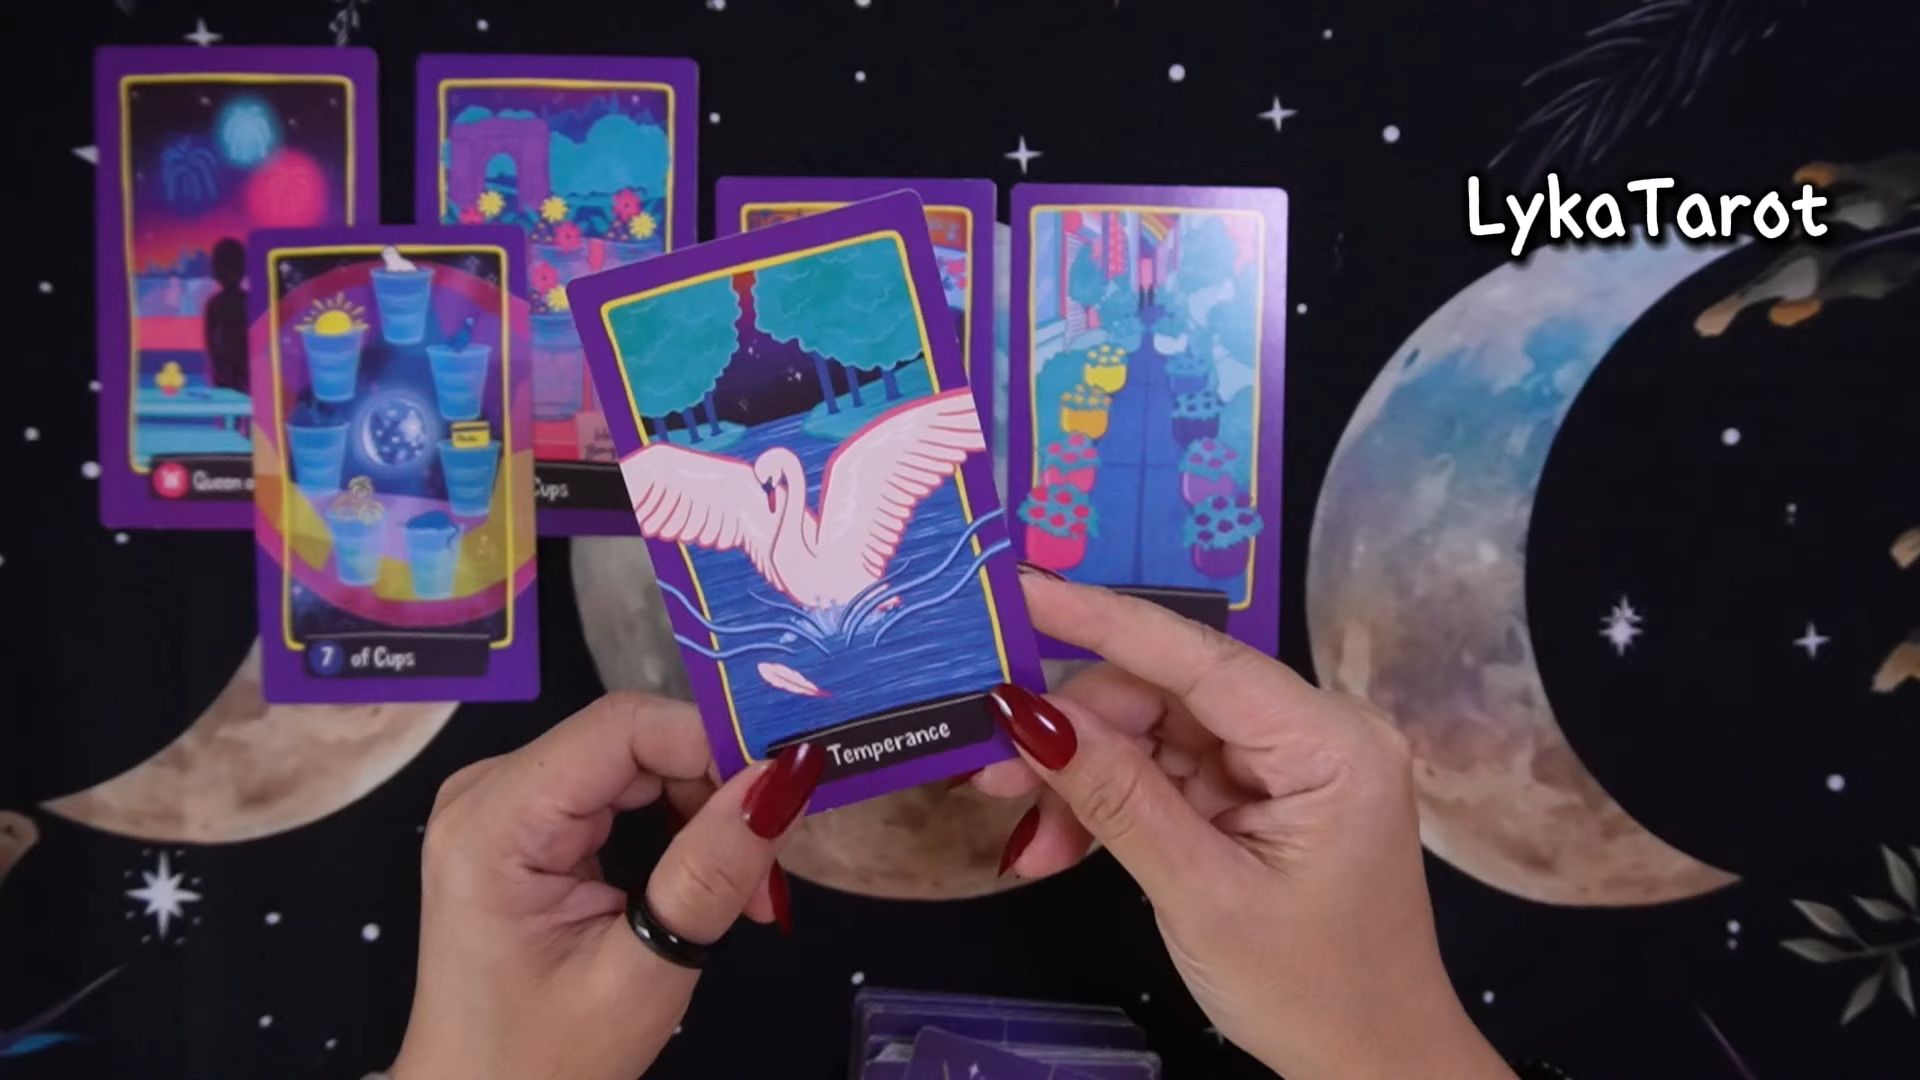 LykaTarot
Queen
Cups
7 of Cups
Temperance